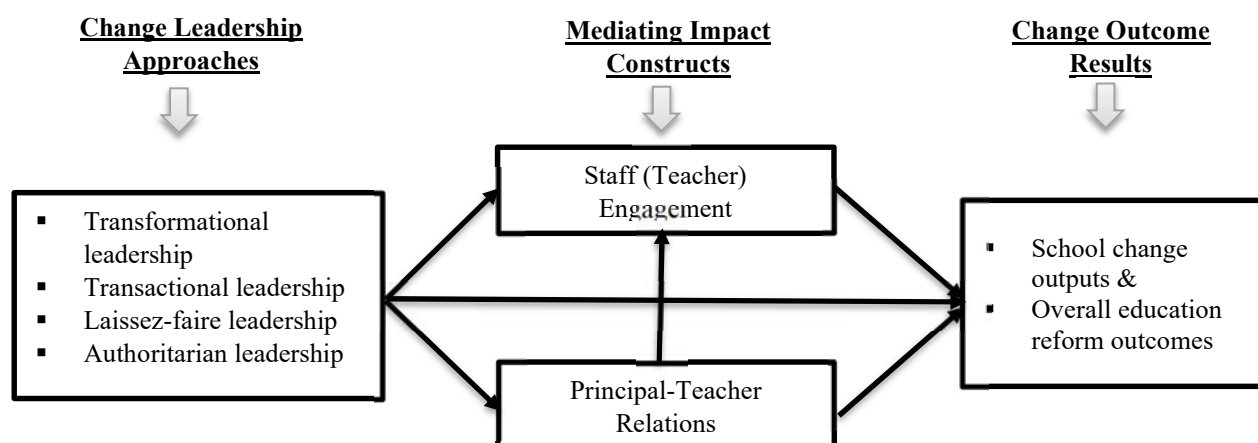 Change Leadership
Approaches
Mediating Impact
Constructs
Change Outcome
Results
▪ Transformational
leadership
▪ Transactional leadership
▪ Laissez-faire leadership
▪ Authoritarian leadership
Staff (Teacher)
Engagement
Principal-Teacher
Relations
▪ School change
outputs &
▪ Overall education
reform outcomes